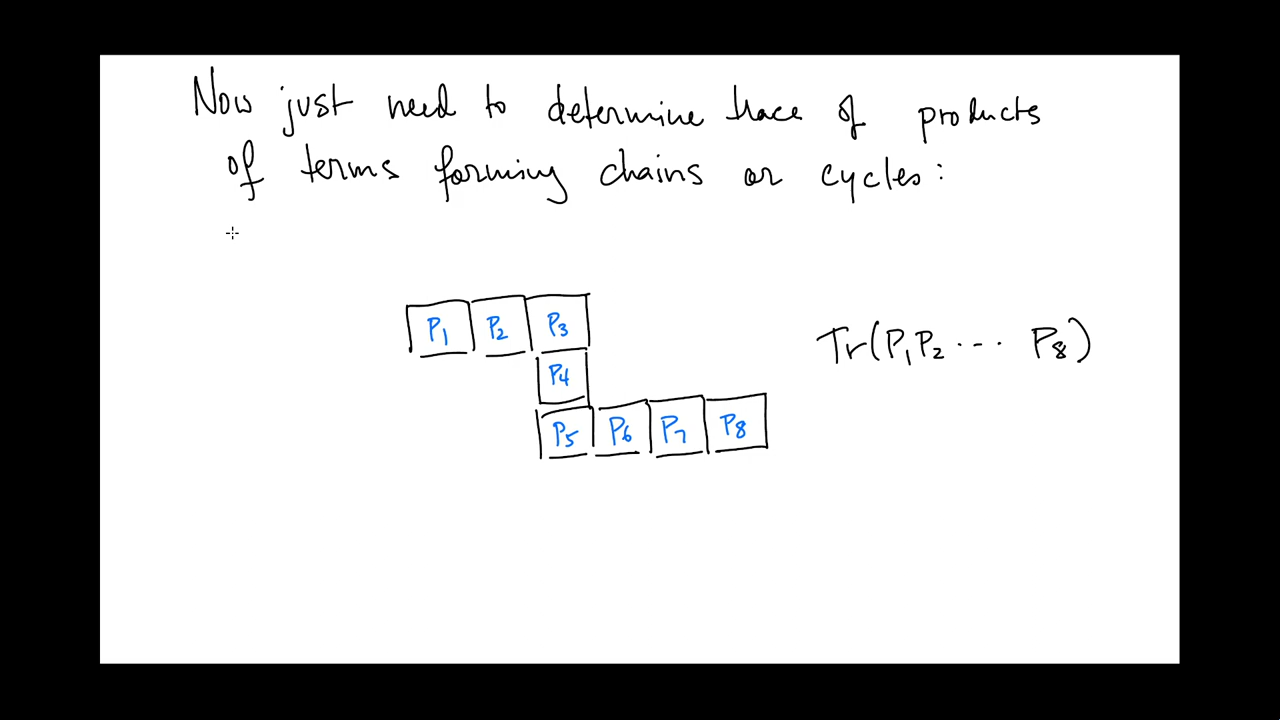 Now just need to determine trace of products
of terms forming chains or cycles:
P₁ P₂ P₃
Tr(P₁P₂ ... P₈)
P₄
P₅ P₆ P₇ P₈